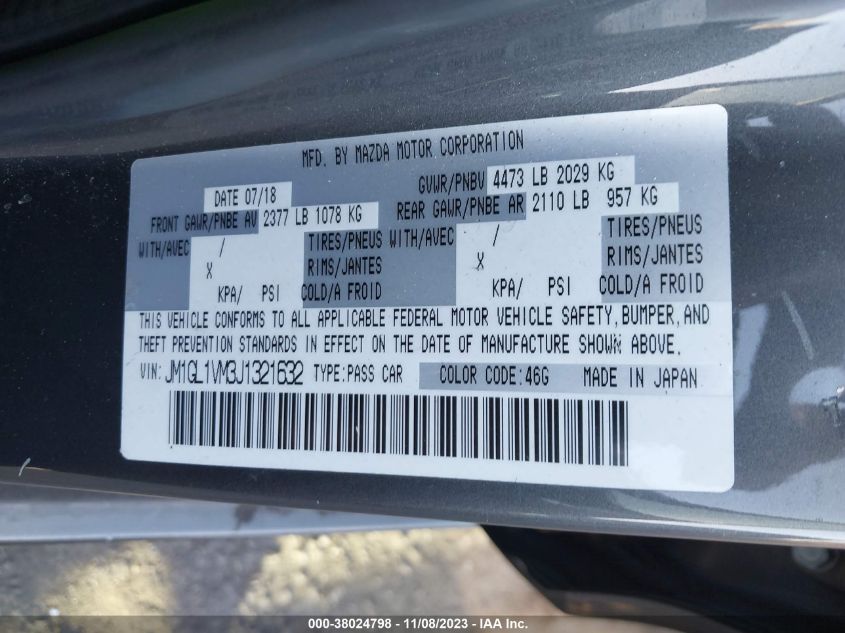 MFD. BY MAZDA MOTOR CORPORATION
DATE 07/18 GVWR/PNBV 4473 LB 2029 KG
FRONT GAWR/PNBE AV 2377 LB 1078 KG REAR GAWR/PNBE AR 2110 LB 957 KG
WITH/AVEC / TIRES/PNEUS WITH/AVEC / TIRES/PNEUS
X RIMS/JANTES X RIMS/JANTES
KPA/ PSI COLD/A FROID KPA/ PSI COLD/A FROID
THIS VEHICLE CONFORMS TO ALL APPLICABLE FEDERAL MOTOR VEHICLE SAFETY, BUMPER, AND
THEFT PREVENTION STANDARDS IN EFFECT ON THE DATE OF MANUFACTURE SHOWN ABOVE.
VIN: JM1GL1VM3J1321632 TYPE:PASS CAR COLOR CODE:46G MADE IN JAPAN
000-38024798 - 11/08/2023 - IAA Inc.